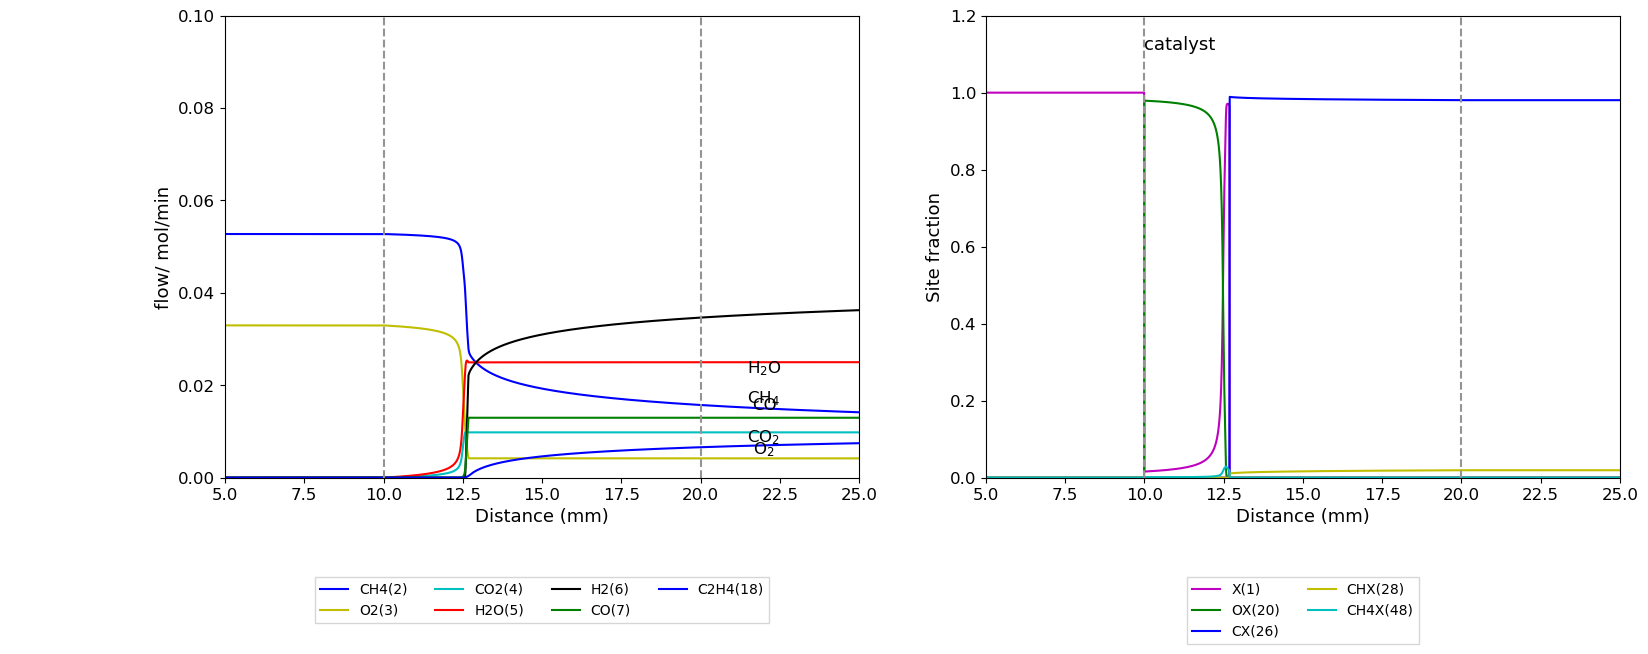 0.10
0.08
0.06
0.04
0.02
0.00
flow/ mol/min
H2O
CH4
CO
CO2
O2
5.0 7.5 10.0 12.5 15.0 17.5 20.0 22.5 25.0
Distance (mm)
CH4(2) CO2(4) H2(6) C2H4(18)
O2(3) H2O(5) CO(7)
1.2
1.0
0.8
0.6
0.4
0.2
0.0
Site fraction
catalyst
5.0 7.5 10.0 12.5 15.0 17.5 20.0 22.5 25.0
Distance (mm)
X(1) CHX(28)
OX(20) CH4X(48)
CX(26)